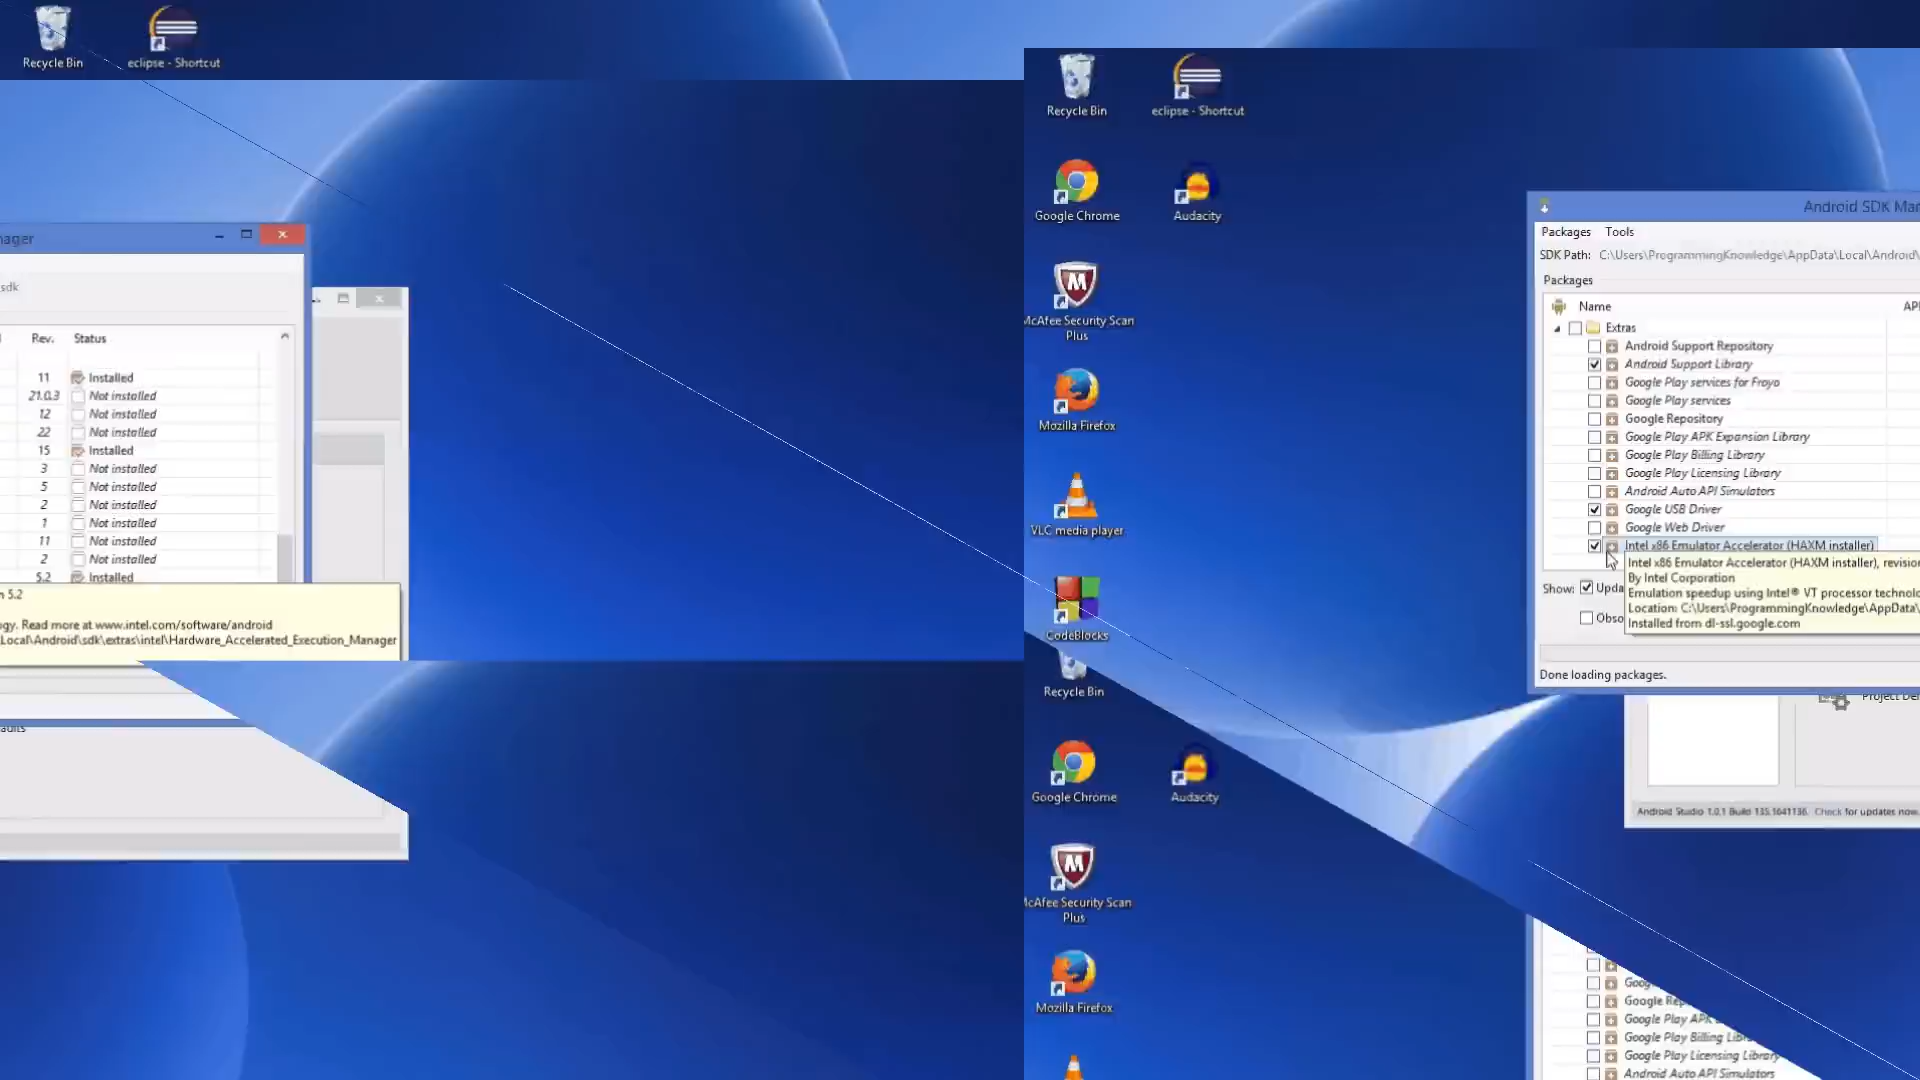 Recycle Bin
eclipse - Shortcut
sdk
Rev.
Status
11
Installed
21.0.3
Not installed
12
Not installed
22
Not installed
15
Installed
3
Not installed
5
Not installed
2
Not installed
1
Not installed
11
Not installed
2
Not installed
5.2
Installed
5.2
Read more at www.intel.com/software/android
Local\Android\sdk\extras\intel\Hardware_Accelerated_Execution_Manager
Recycle Bin
eclipse - Shortcut
Google Chrome
Audacity
McAfee Security Scan
Plus
Mozilla Firefox
VLC media player
CodeBlocks
Android SDK
Packages
Tools
SDK Path:
C:\Users\ProgrammingKnowledge\AppData\Local\Android\
Packages
Name
Extras
Android Support Repository
Android Support Library
Google Play services for Froyo
Google Play services
Google Repository
Google Play APK Expansion Library
Google Play Billing Library
Google Play Licensing Library
Android Auto API Simulators
Google USB Driver
Google Web Driver
Intel x86 Emulator Accelerator (HAXM installer)
Intel x86 Emulator Accelerator (HAXM installer),
By Intel Corporation
Emulation speedup using Intel® VT processor
Location: C:\Users\ProgrammingKnowledge\AppData\
Installed from dl-ssl.google.com
Show:
Done loading packages.
Project
Android Studio 1.0.1 Build 135.1641136. Check for updates now.
Recycle Bin
Google Chrome
Audacity
McAfee Security Scan
Plus
Mozilla Firefox
Google
Google Play
Google Play Billing
Google Play Licensing Library
Android Auto API Simulators